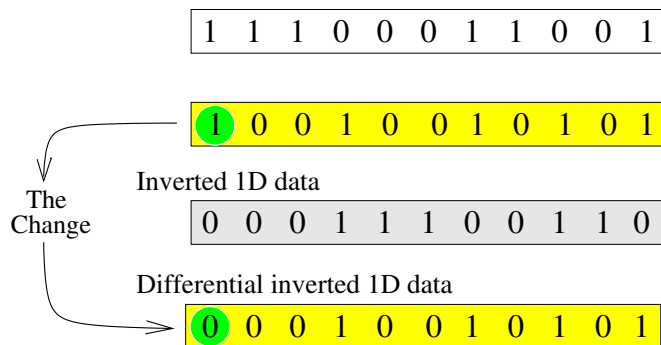 1 1 1 0 0 0 1 1 0 0 1
1 0 0 1 0 0 1 0 1 0 1
Inverted 1D data
The
Change
0 0 0 1 1 1 0 0 1 1 0
Differential inverted 1D data
0 0 0 1 0 0 1 0 1 0 1